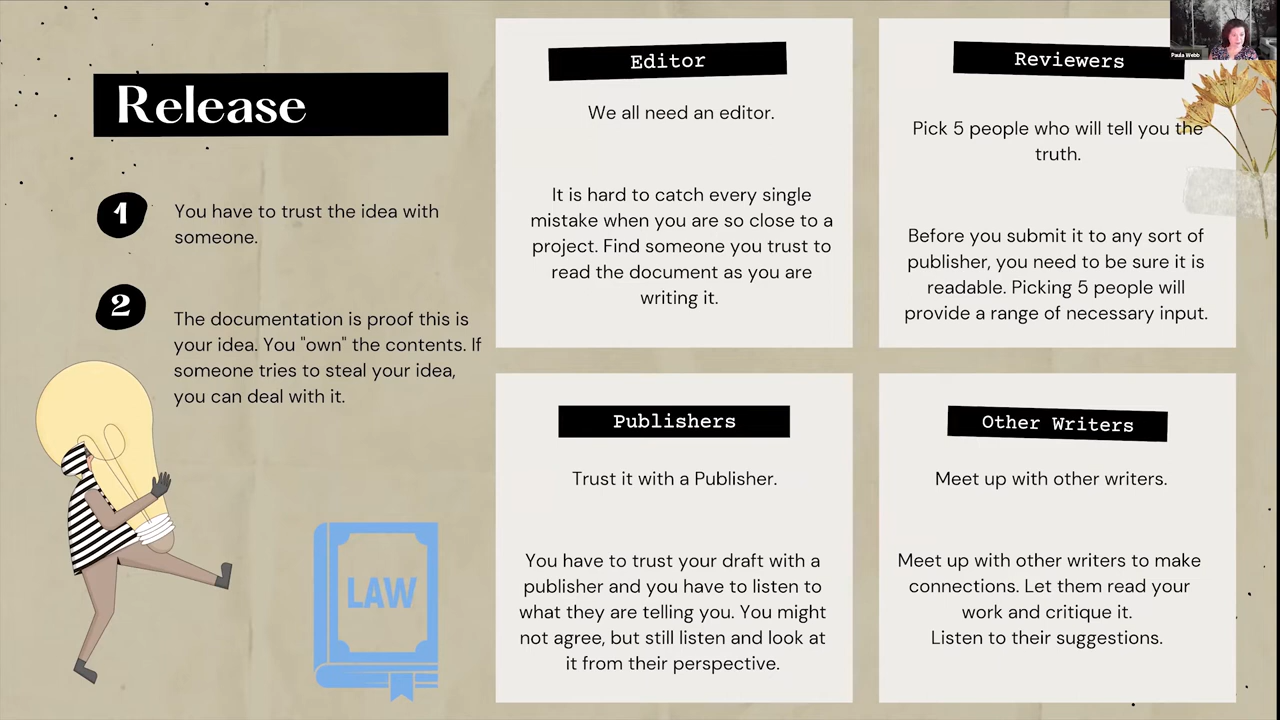 Release
1
You have to trust the idea with
someone.
2
The documentation is proof this is
your idea. You "own" the contents. If
someone tries to steal your idea,
you can deal with it.
LAW
Editor
We all need an editor.
It is hard to catch every single
mistake when you are so close to a
project. Find someone you trust to
read the document as you are
writing it.
Reviewers
Pick 5 people who will tell you the
truth.
Before you submit it to any sort of
publisher, you need to be sure it is
readable. Picking 5 people will
provide a range of necessary input.
Publishers
Trust it with a Publisher.
You have to trust your draft with a
publisher and you have to listen to
what they are telling you. You might
not agree, but still listen and look at
it from their perspective.
Other Writers
Meet up with other writers.
Meet up with other writers to make
connections. Let them read your
work and critique it.
Listen to their suggestions.
Paula Webb